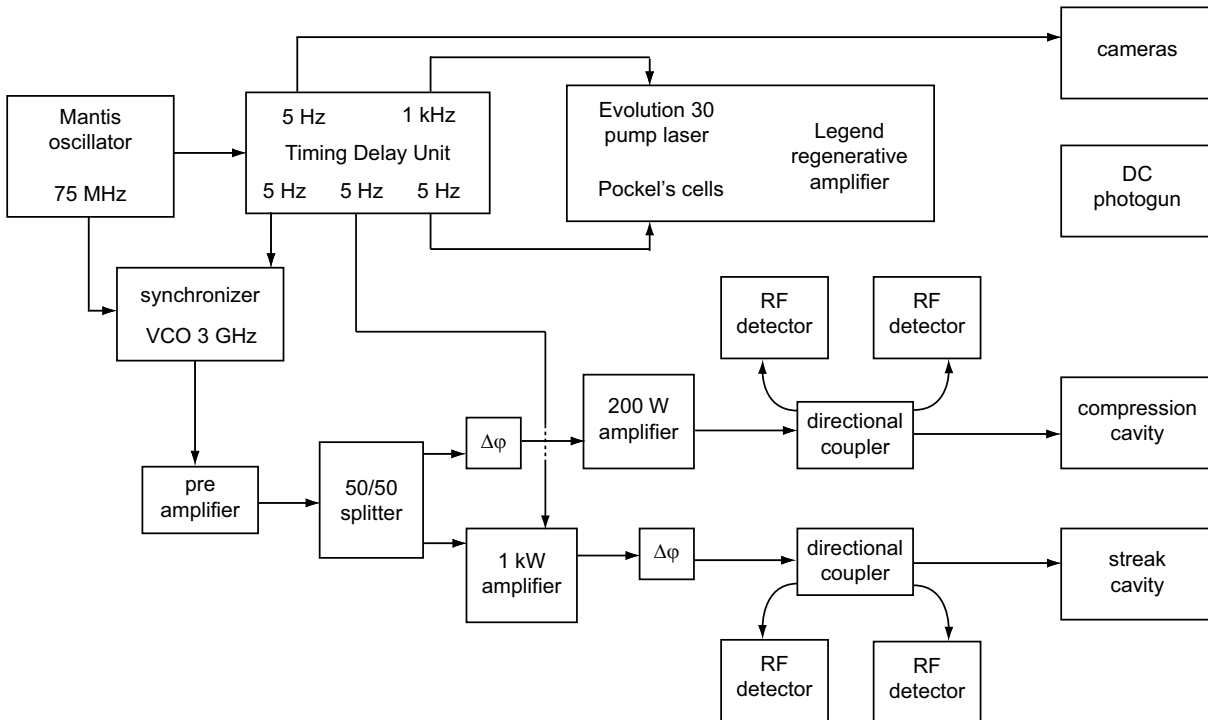 cameras
Mantis
oscillator
75 MHz
5 Hz
1 kHz
Timing Delay Unit
5 Hz
5 Hz
5 Hz
Evolution 30
pump laser
Pockel's cells
Legend
regenerative
amplifier
DC
photogun
synchronizer
VCO 3 GHz
RF
detector
RF
detector
pre
amplifier
50/50
splitter
Δφ
200 W
amplifier
directional
coupler
compression
cavity
1 kW
amplifier
Δφ
directional
coupler
streak
cavity
RF
detector
RF
detector